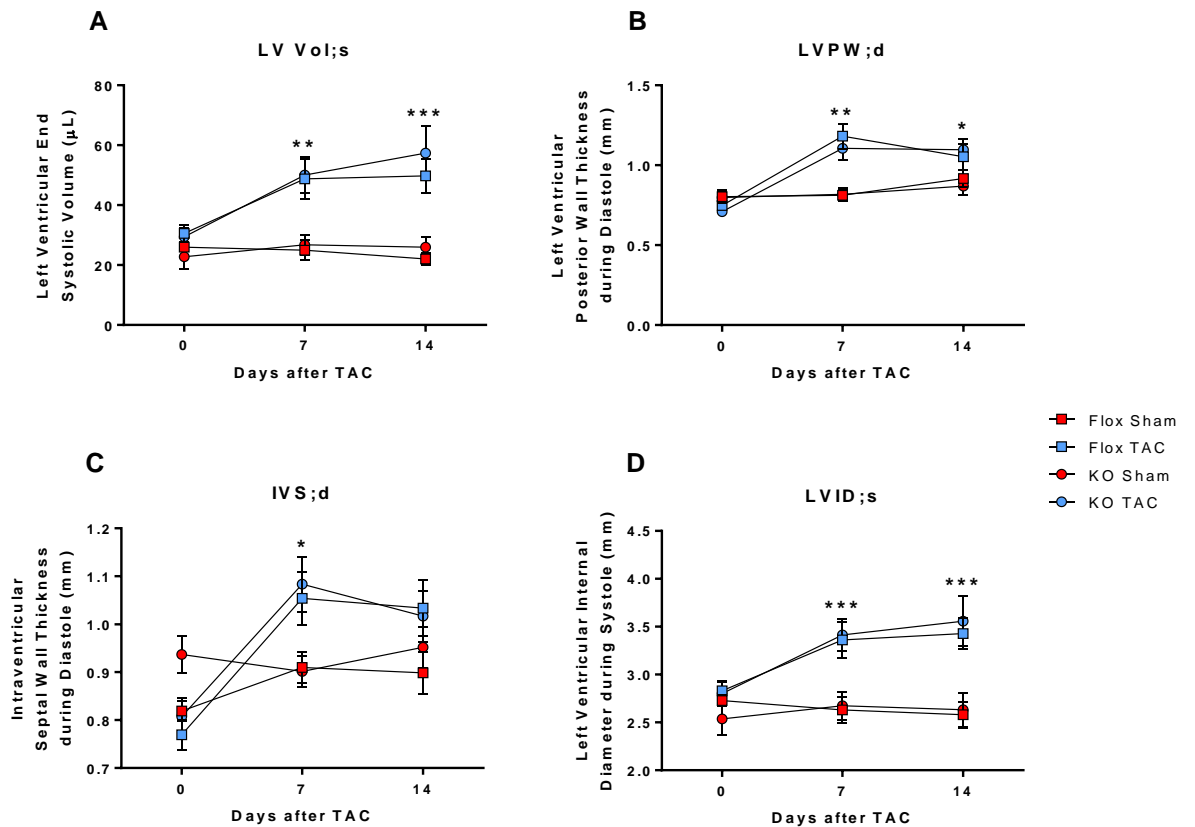 A
LV Vol;s
Left Ventricular End
Systolic Volume (µL)
80
60
40
20
0
**
***
0 7 14
Days after TAC
B
LVPW;d
Left Ventricular
Posterior Wall Thickness
during Diastole (mm)
1.5
1.0
0.5
0.0
**
*
0 7 14
Days after TAC
C
IVS;d
Intraventricular
Septal Wall Thickness
during Diastole (mm)
1.2
1.1
1.0
0.9
0.8
0.7
*
0 7 14
Days after TAC
D
LVID;s
Left Ventricular Internal
Diameter during Systole (mm)
4.5
4.0
3.5
3.0
2.5
2.0
***
***
0 7 14
Days after TAC
Flox Sham
Flox TAC
KO Sham
KO TAC